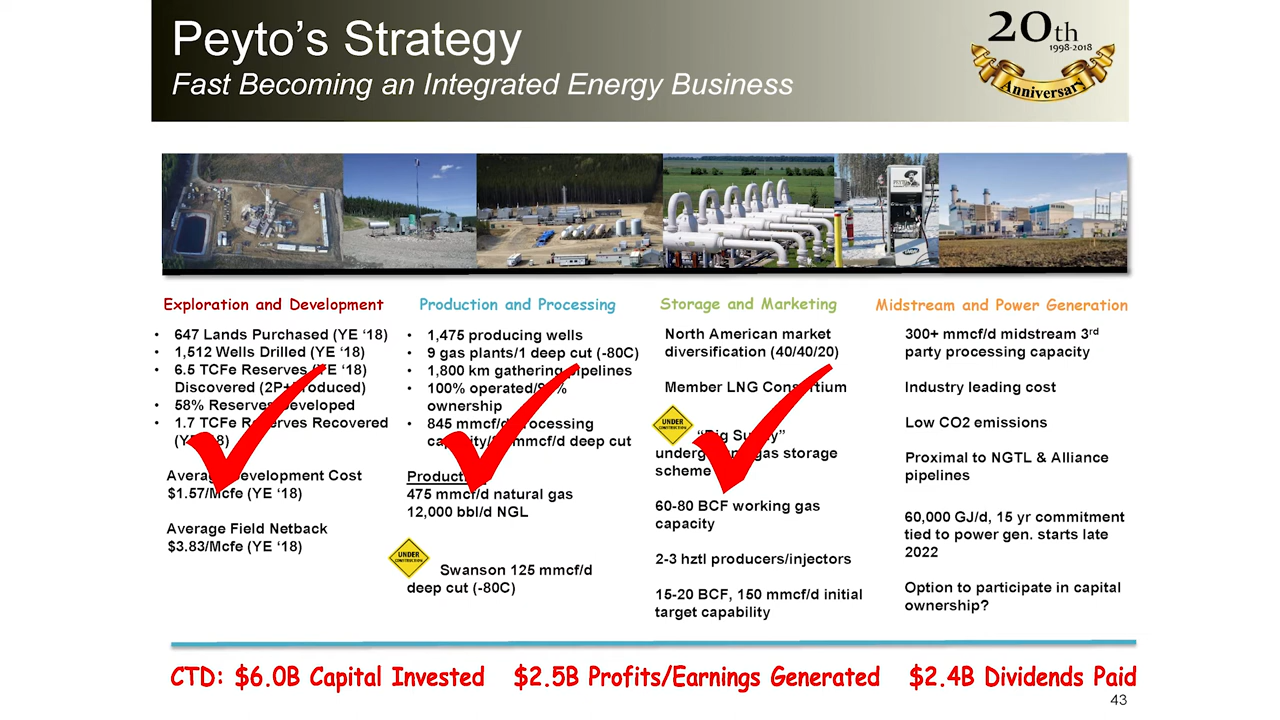 Peyto's Strategy
Fast Becoming an Integrated Energy Business
20th
1998-2018
Anniversary
Exploration and Development
• 647 Lands Purchased (YE '18)
• 1,512 Wells Drilled (YE '18)
• 6.5 TCFe Reserves (YE '18)
Discovered (2P+Produced)
• 58% Reserves Developed
• 1.7 TCFe Reserves Recovered
(YE '18)
Average Development Cost
$1.57/Mcfe (YE '18)
Average Field Netback
$3.83/Mcfe (YE '18)
Production and Processing
• 1,475 producing wells
• 9 gas plants/1 deep cut (-80C)
• 1,800 km gathering pipelines
• 100% operated/
ownership
• 845 mmcf/d processing
capacity/ mmcf/d deep cut
Production
475 mmcf/d natural gas
12,000 bbl/d NGL
UNDER
CONSTRUCTION
Swanson 125 mmcf/d
deep cut (-80C)
Storage and Marketing
North American market
diversification (40/40/20)
Member LNG Consortium
UNDER
CONSTRUCTION
"Big Sunny"
underground gas storage
scheme
60-80 BCF working gas
capacity
2-3 hztl producers/injectors
15-20 BCF, 150 mmcf/d initial
target capability
Midstream and Power Generation
300+ mmcf/d midstream 3rd
party processing capacity
Industry leading cost
Low CO2 emissions
Proximal to NGTL & Alliance
pipelines
60,000 GJ/d, 15 yr commitment
tied to power gen. starts late
2022
Option to participate in capital
ownership?
CTD: $6.0B Capital Invested $2.5B Profits/Earnings Generated $2.4B Dividends Paid
43